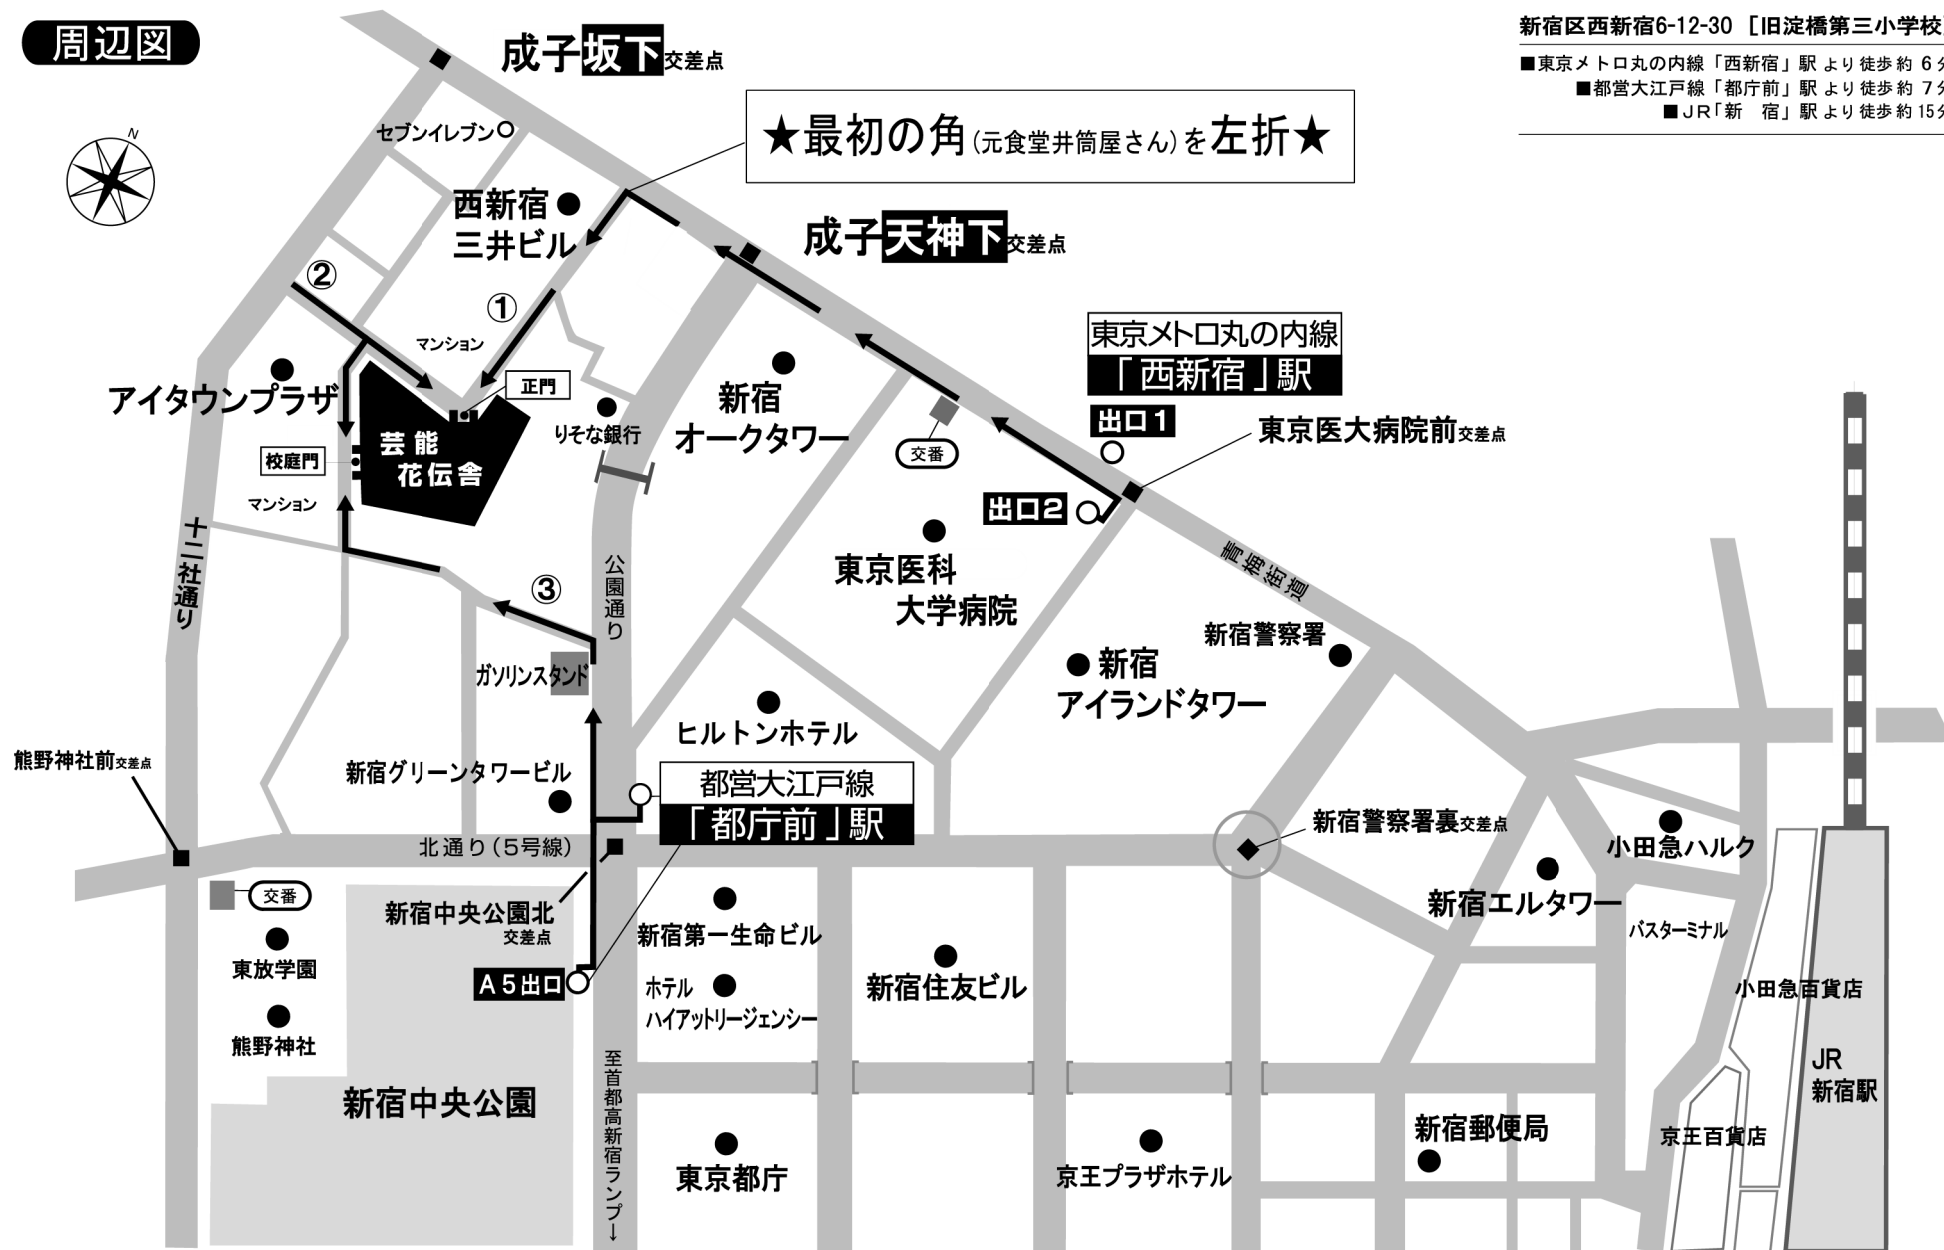 周辺図
新宿区西新宿6-12-30 [旧淀橋第三小学校
■東京メトロ丸の内線「西新宿」駅より徒歩約 6
■都営大江戸線「都庁前」駅より徒歩約 7
■JR「新 宿」駅より徒歩約15
成子坂下交差点
N
セブンイレブン
★最初の角(元食堂井筒屋さん)を左折★
西新宿
三井ビル
成子天神下交差点
②
①
マンション
東京メトロ丸の内線
「西新宿」駅
出口1
アイタウンプラザ
正門
新宿
オークタワー
東京医大病院前交差点
りそな銀行
交番
芸能
花伝舎
校庭門
マンション
出口2
十二社通り
公園通り
東京医科
大学病院
青梅街道
③
新宿警察署
新宿
アイランドタワー
ガソリンスタンド
ヒルトンホテル
熊野神社前交差点
新宿グリーンタワービル
都営大江戸線
「都庁前」駅
新宿警察署裏交差点
小田急ハルク
北通り(5号線)
交番
新宿中央公園北
交差点
新宿第一生命ビル
新宿エルタワー
バスターミナル
東放学園
A5出口
ホテル
ハイアットリージェンシー
新宿住友ビル
小田急百貨店
熊野神社
JR
新宿駅
新宿中央公園
至首都高新宿ランプ→
新宿郵便局
京王百貨店
東京都庁
京王プラザホテル